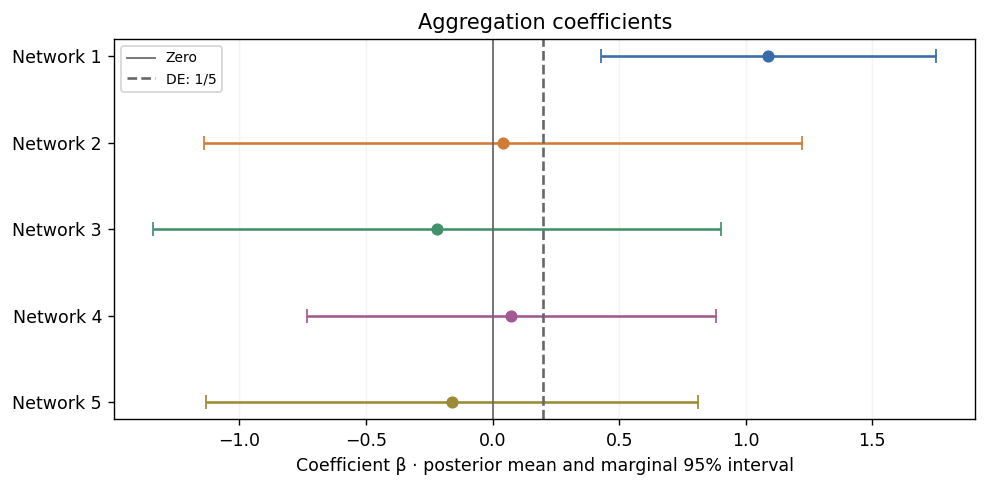 Aggregation coefficients
Network 1
Network 2
Network 3
Network 4
Network 5
Zero
DE: 1/5
−1.0
−0.5
0.0
0.5
1.0
1.5
Coefficient β · posterior mean and marginal 95% interval